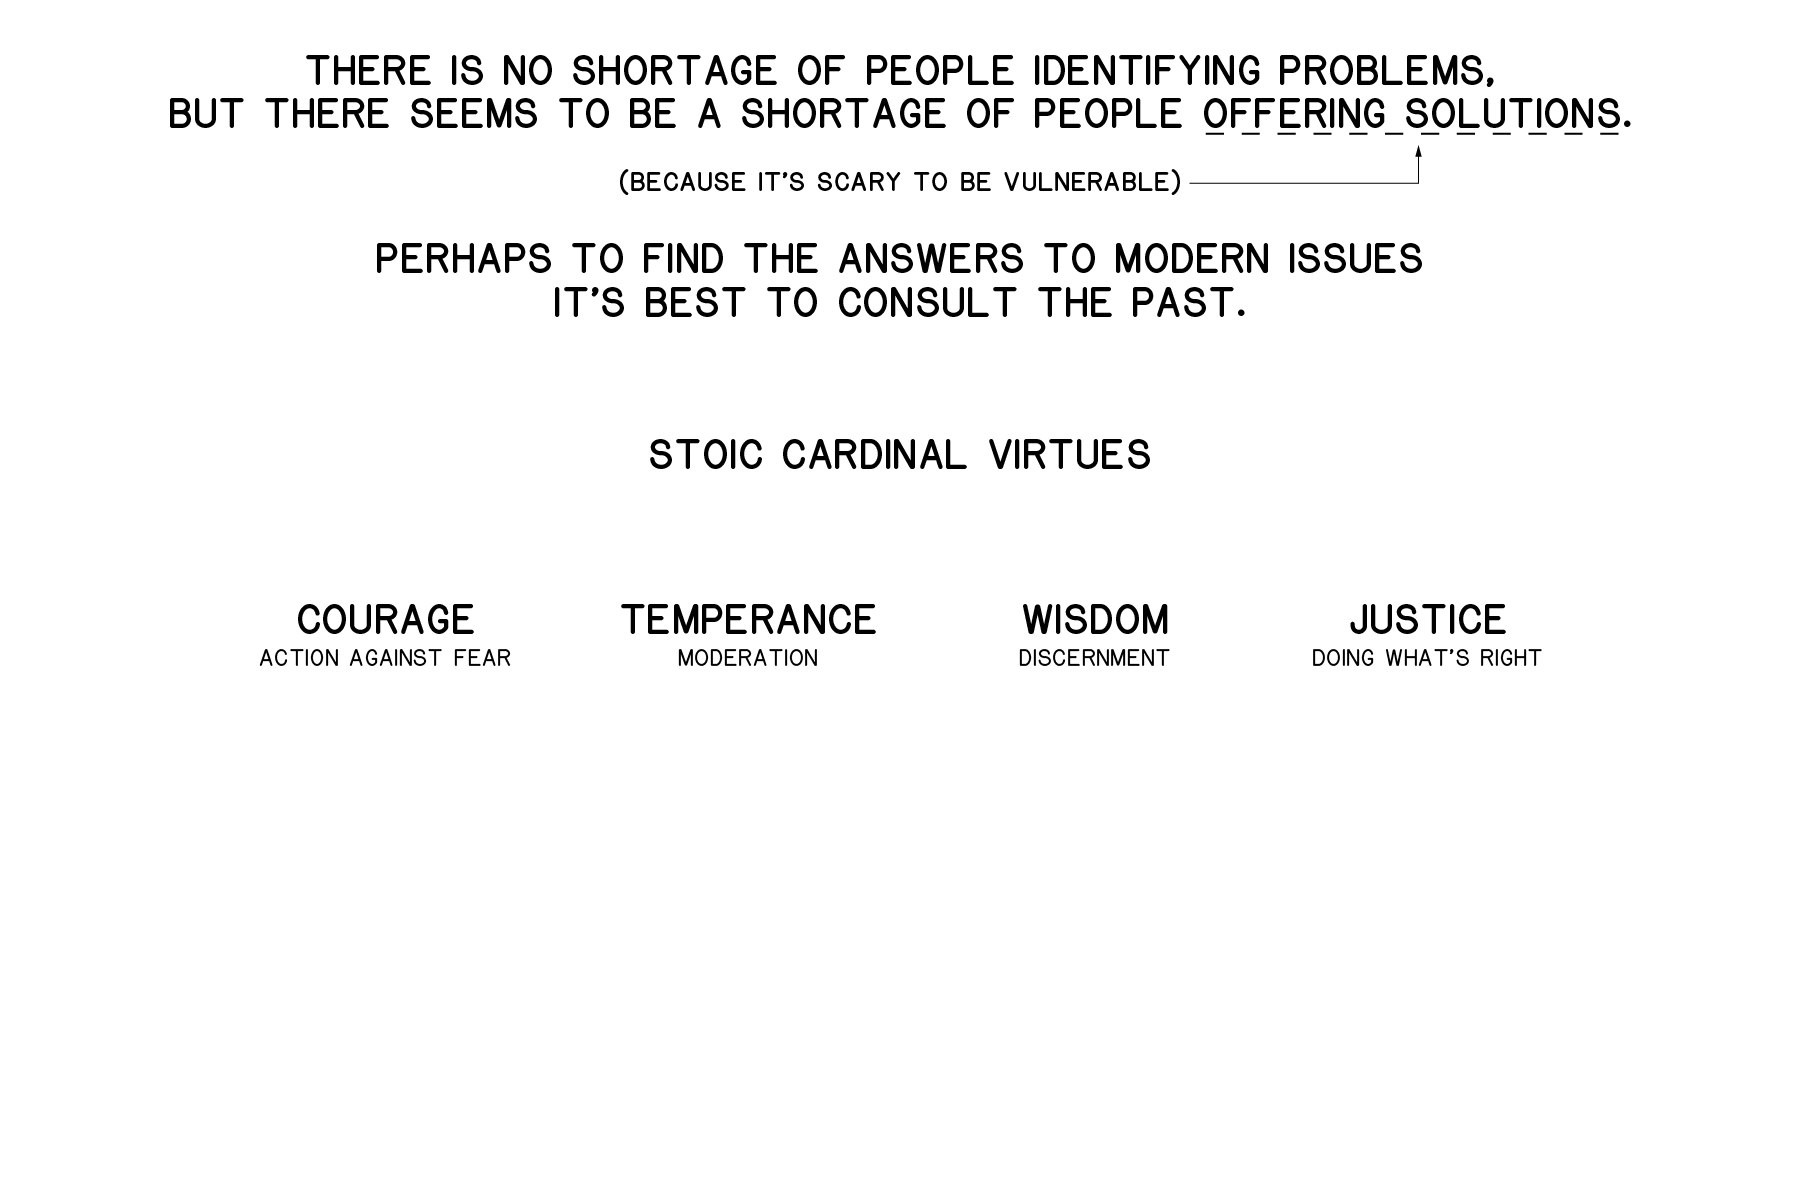 THERE IS NO SHORTAGE OF PEOPLE IDENTIFYING PROBLEMS,
BUT THERE SEEMS TO BE A SHORTAGE OF PEOPLE OFFERING SOLUTIONS.
(BECAUSE IT'S SCARY TO BE VULNERABLE)
PERHAPS TO FIND THE ANSWERS TO MODERN ISSUES
IT'S BEST TO CONSULT THE PAST.
STOIC CARDINAL VIRTUES
COURAGE
ACTION AGAINST FEAR
TEMPERANCE
MODERATION
WISDOM
DISCERNMENT
JUSTICE
DOING WHAT'S RIGHT